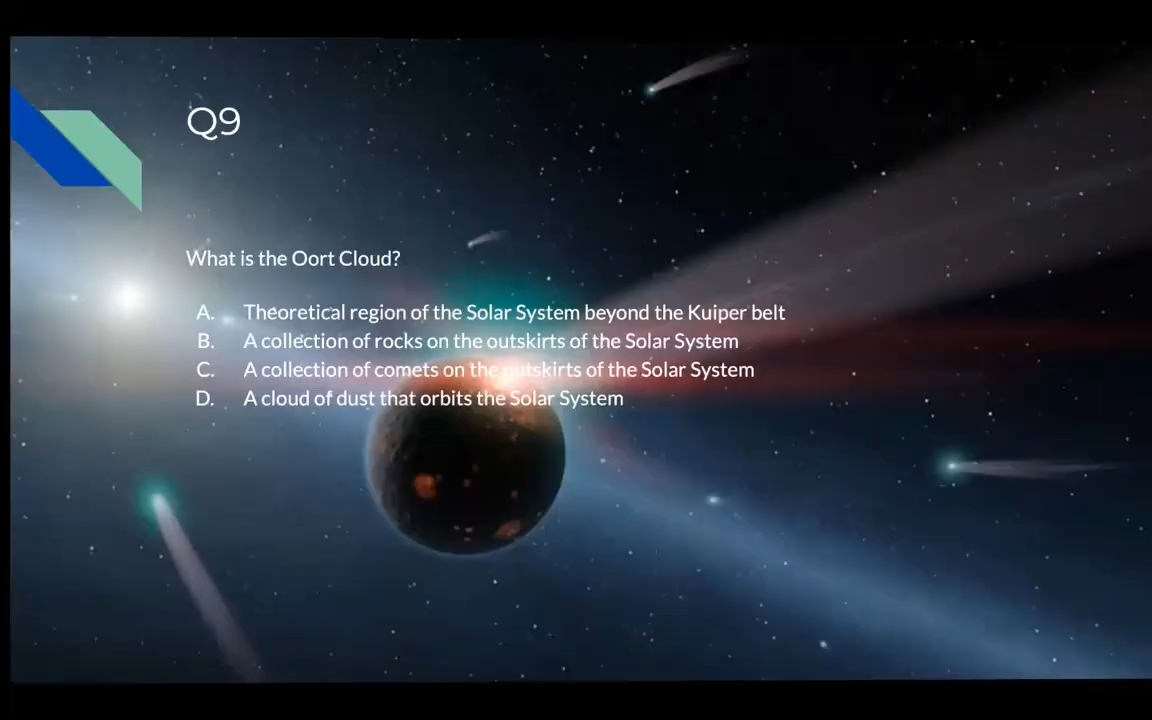 Q9
What is the Oort Cloud?
A. Theoretical region of the Solar System beyond the Kuiper belt
B. A collection of rocks on the outskirts of the Solar System
C. A collection of comets on the outskirts of the Solar System
D. A cloud of dust that orbits the Solar System